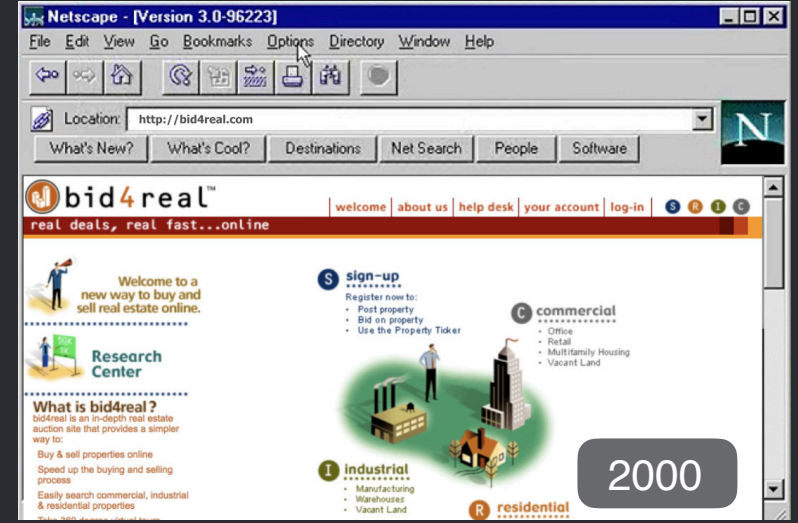 Netscape - [Version 3.0-96223]
File Edit View Go Bookmarks Options Directory Window Help
Location: http://bid4real.com
N
What's New? What's Cool? Destinations Net Search People Software
bid4real™
welcome about us help desk your account log-in S R I C
real deals, real fast...online
Welcome to a
new way to buy and
sell real estate online.
Research
Center
What is bid4real?
bid4real is an in-depth real estate
auction site that provides a simpler
way to:
Buy & sell properties online
Speed up the buying and selling
process
Easily search commercial, industrial
& residential properties
Take 360 degree virtual tours
S sign-up
Register now to:
· Post property
· Bid on property
· Use the Property Ticker
C commercial
· Office
· Retail
· Multifamily Housing
· Vacant Land
I industrial
· Manufacturing
· Warehouses
· Vacant Land
R residential
2000